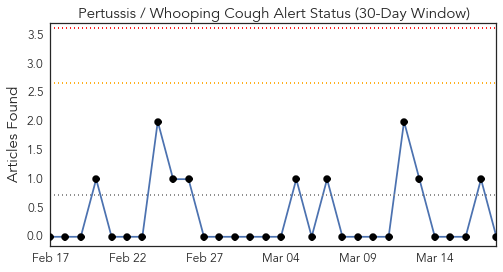 Pertussis / Whooping Cough Alert Status (30-Day Window)
Articles Found
3.5
3.0
2.5
2.0
1.5
1.0
0.5
0.0
Feb 17 Feb 22 Feb 27 Mar 04 Mar 09 Mar 14